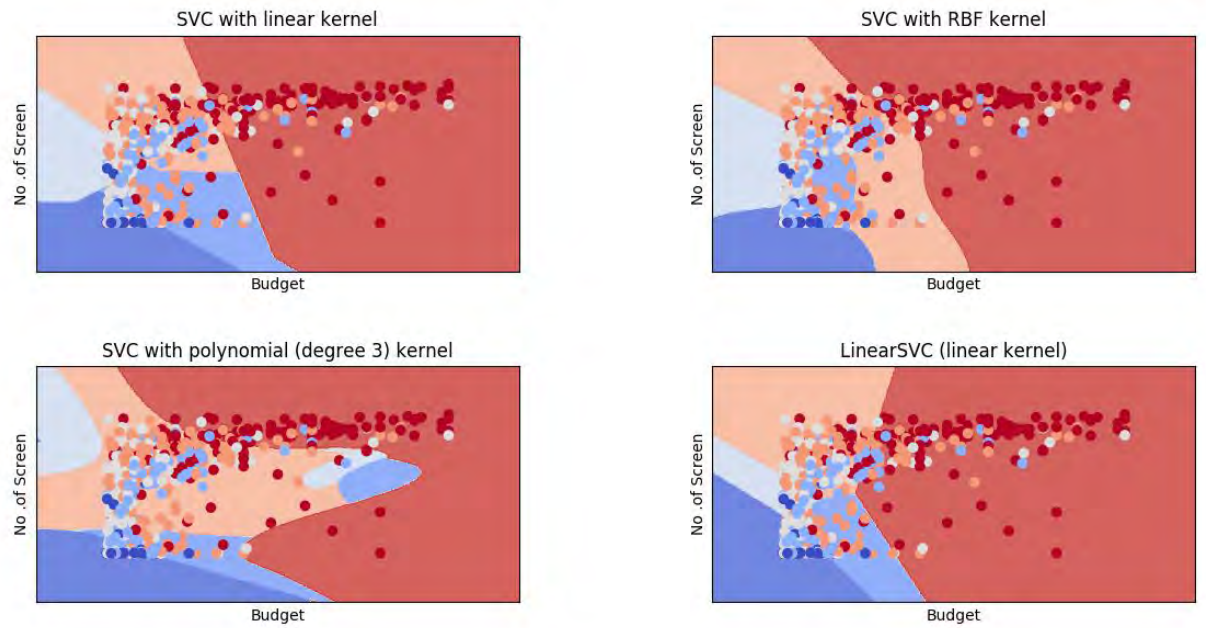 SVC with linear kernel
No .of Screen
Budget
SVC with RBF kernel
No .of Screen
Budget
SVC with polynomial (degree 3) kernel
No .of Screen
Budget
LinearSVC (linear kernel)
No .of Screen
Budget